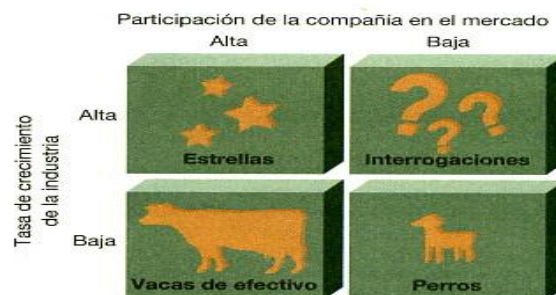 Participación de la compañía en el mercado
Alta Baja
Tasa de crecimiento
de la industria
Alta
Estrellas
Interrogaciones
Baja
Vacas de efectivo
Perros